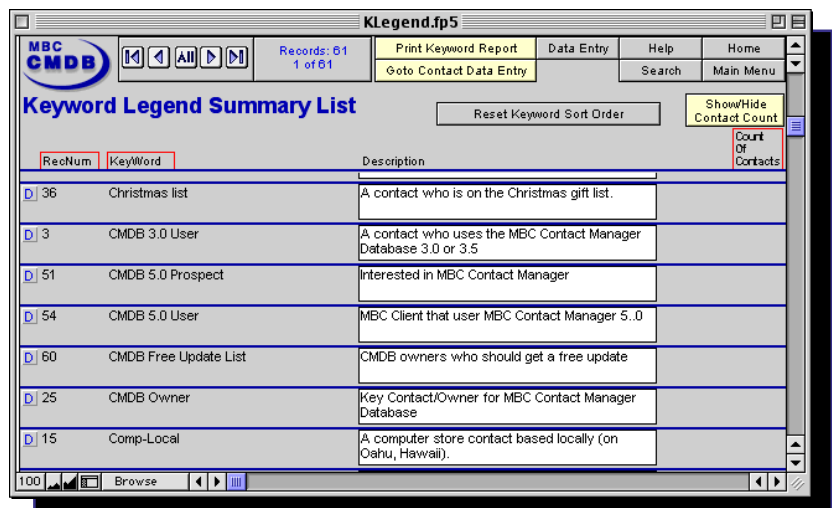 KLegend.fp5
MBC
CMDB
All
Records: 61
1 of 61
Print Keyword Report
Data Entry
Help
Home
Goto Contact Data Entry
Search
Main Menu
Keyword Legend Summary List
Reset Keyword Sort Order
Show/Hide
Contact Count
RecNum
KeyWord
Description
Count
Of
Contacts
D 36 Christmas list A contact who is on the Christmas gift list.
D 3 CMDB 3.0 User A contact who uses the MBC Contact Manager
Database 3.0 or 3.5
D 51 CMDB 5.0 Prospect Interested in MBC Contact Manager
D 54 CMDB 5.0 User MBC Client that user MBC Contact Manager 5..0
D 60 CMDB Free Update List CMDB owners who should get a free update
D 25 CMDB Owner Key Contact/Owner for MBC Contact Manager
Database
D 15 Comp-Local A computer store contact based locally (on
Oahu, Hawaii).
100 Browse